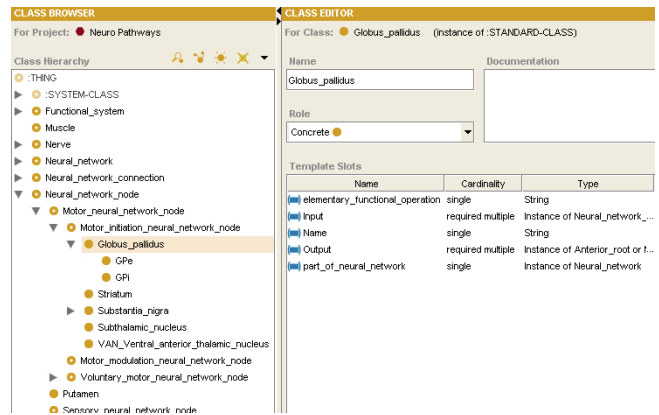 CLASS BROWSER
For Project: Neuro Pathways
Class Hierarchy
:THING
:SYSTEM-CLASS
Functional_system
Muscle
Nerve
Neural_network
Neural_network_connection
Neural_network_node
Motor_neural_network_node
Motor_initiation_neural_network_node
Globus_pallidus
GPe
GPi
Striatum
Substantia_nigra
Subthalamic_nucleus
VAN_Ventral_anterior_thalamic_nucleus
Motor_modulation_neural_network_node
Voluntary_motor_neural_network_node
Putamen
Sensory_neural_network_node
CLASS EDITOR
For Class: Globus_pallidus (instance of :STANDARD-CLASS)
Name Documentation
Globus_pallidus
Role
Concrete
Template Slots
Name Cardinality Type
elementary_functional_operation single String
Input required multiple Instance of Neural_network_...
Name single String
Output required multiple Instance of Anterior_root or
part_of_neural_network single Instance of Neural_network